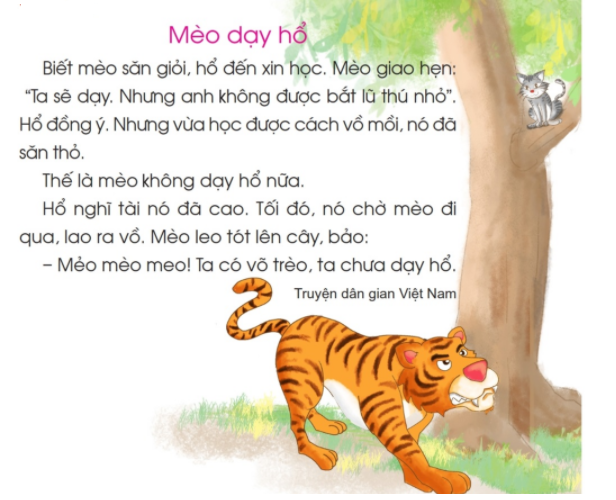 Mèo dạy hổ
Biết mèo săn giỏi, hổ đến xin học. Mèo giao hẹn:
“Ta sẽ dạy. Nhưng anh không được bắt lũ thú nhỏ”.
Hổ đồng ý. Nhưng vừa học được cách vồ mồi, nó đã
săn thỏ.
Thế là mèo không dạy hổ nữa.
Hổ nghĩ tài nó đã cao. Tối đó, nó chờ mèo đi
qua, lao ra vồ. Mèo leo tót lên cây, bảo:
– Mèo mèo meo! Ta có võ trèo, ta chưa dạy hổ.
Truyện dân gian Việt Nam